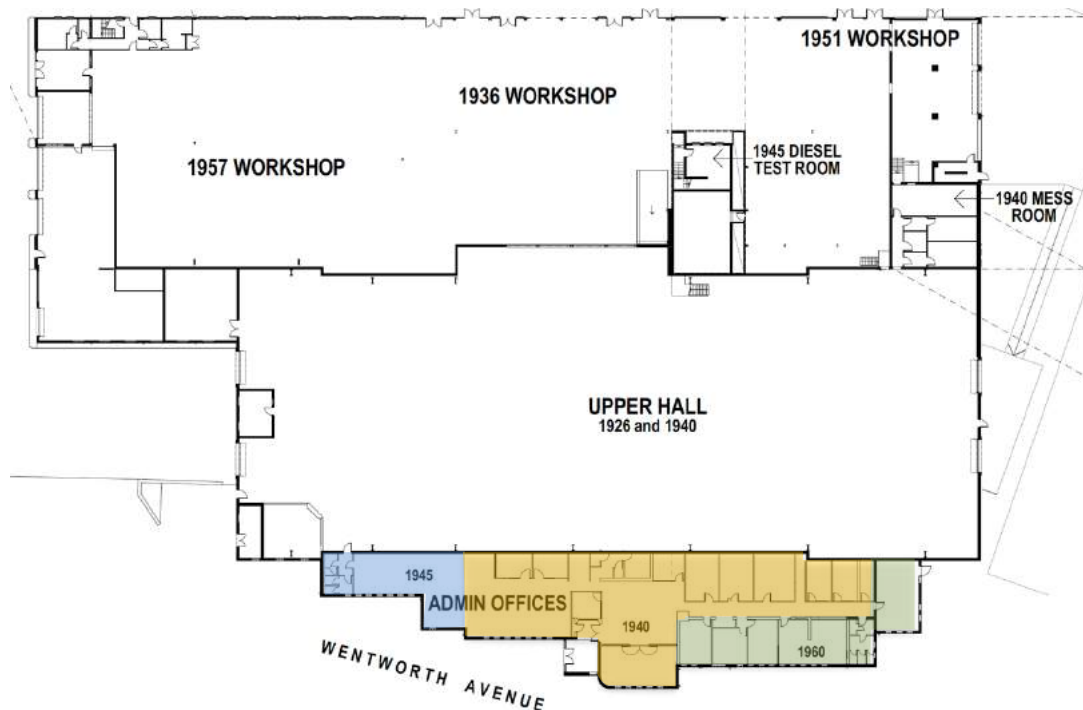 1951 WORKSHOP
1936 WORKSHOP
1957 WORKSHOP
1945 DIESEL
TEST ROOM
1940 MESS
ROOM
UPPER HALL
1926 and 1940
1945
ADMIN OFFICES
1940
1960
WENTWORTH AVENUE